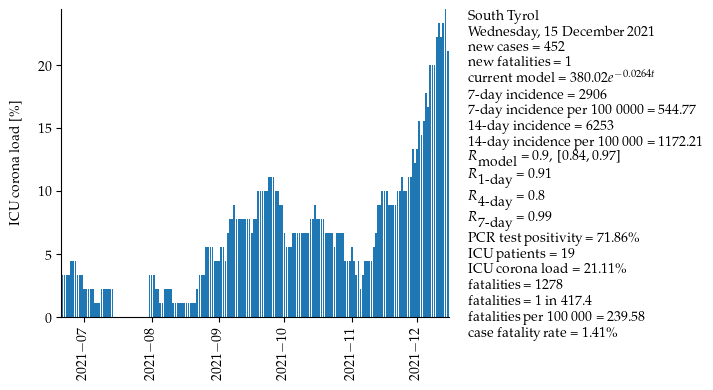 South Tyrol
Wednesday, 15 December 2021
new cases = 452
new fatalities = 1
current model = 380.02e^{−0.0264t}
7-day incidence = 2906
7-day incidence per 100 0000 = 544.77
14-day incidence = 6253
14-day incidence per 100 000 = 1172.21
R_model = 0.9, [0.84, 0.97]
R_1-day = 0.91
R_4-day = 0.8
R_7-day = 0.99
PCR test positivity = 71.86%
ICU patients = 19
ICU corona load = 21.11%
fatalities = 1278
fatalities = 1 in 417.4
fatalities per 100 000 = 239.58
case fatality rate = 1.41%
ICU corona load [%]
20
15
10
5
0
2021−07
2021−08
2021−09
2021−10
2021−11
2021−12